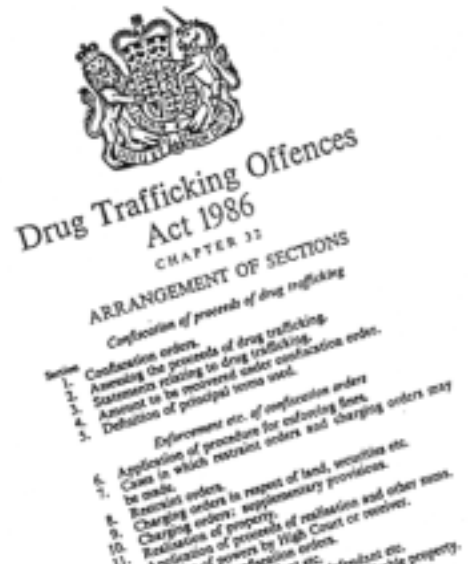 Drug Trafficking Offences
Act 1986
CHAPTER 32
ARRANGEMENT OF SECTIONS
Confiscation of proceeds of drug trafficking
Section
1. Confiscation orders.
2. Assessing the proceeds of drug trafficking.
3. Statements relating to drug trafficking.
4. Amount to be recovered under confiscation order.
5. Definition of principal terms used.
Enforcement etc. of confiscation orders
6. Application of procedure for enforcing fines.
7. Cases in which restraint orders and charging orders may
be made.
8. Restraint orders.
9. Charging orders in respect of land, securities etc.
10. Charging orders: supplementary provisions.
11. Realisation of property.
Application of proceeds of realisation and other sums.
of powers by High Court or receiver.
orders.
defendant etc.
property.